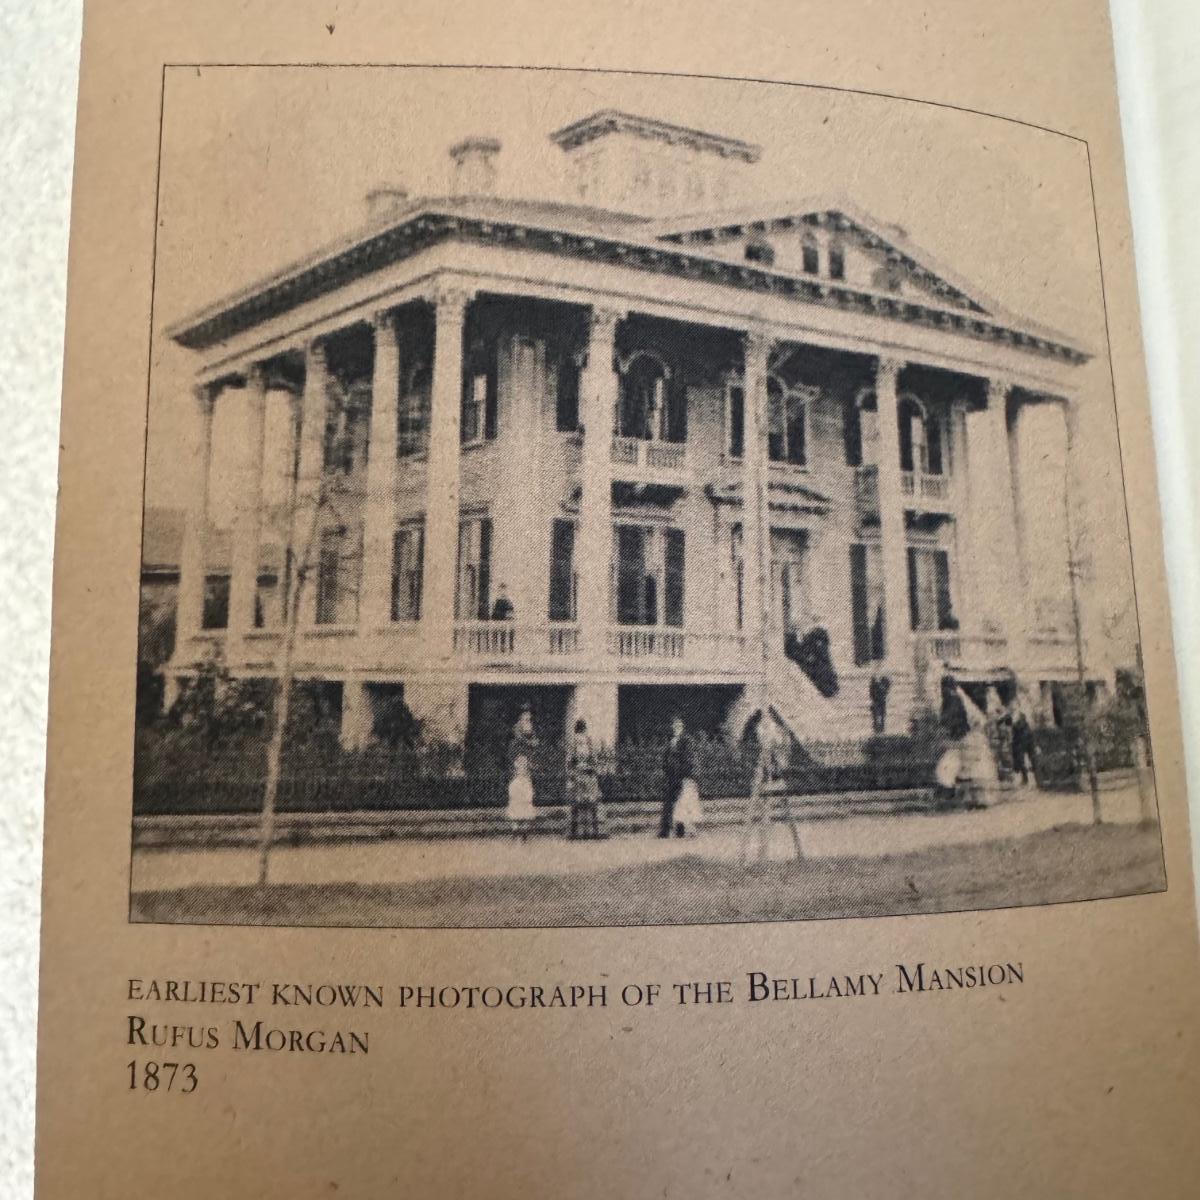 EARLIEST KNOWN PHOTOGRAPH OF THE BELLAMY MANSION
RUFUS MORGAN
1873